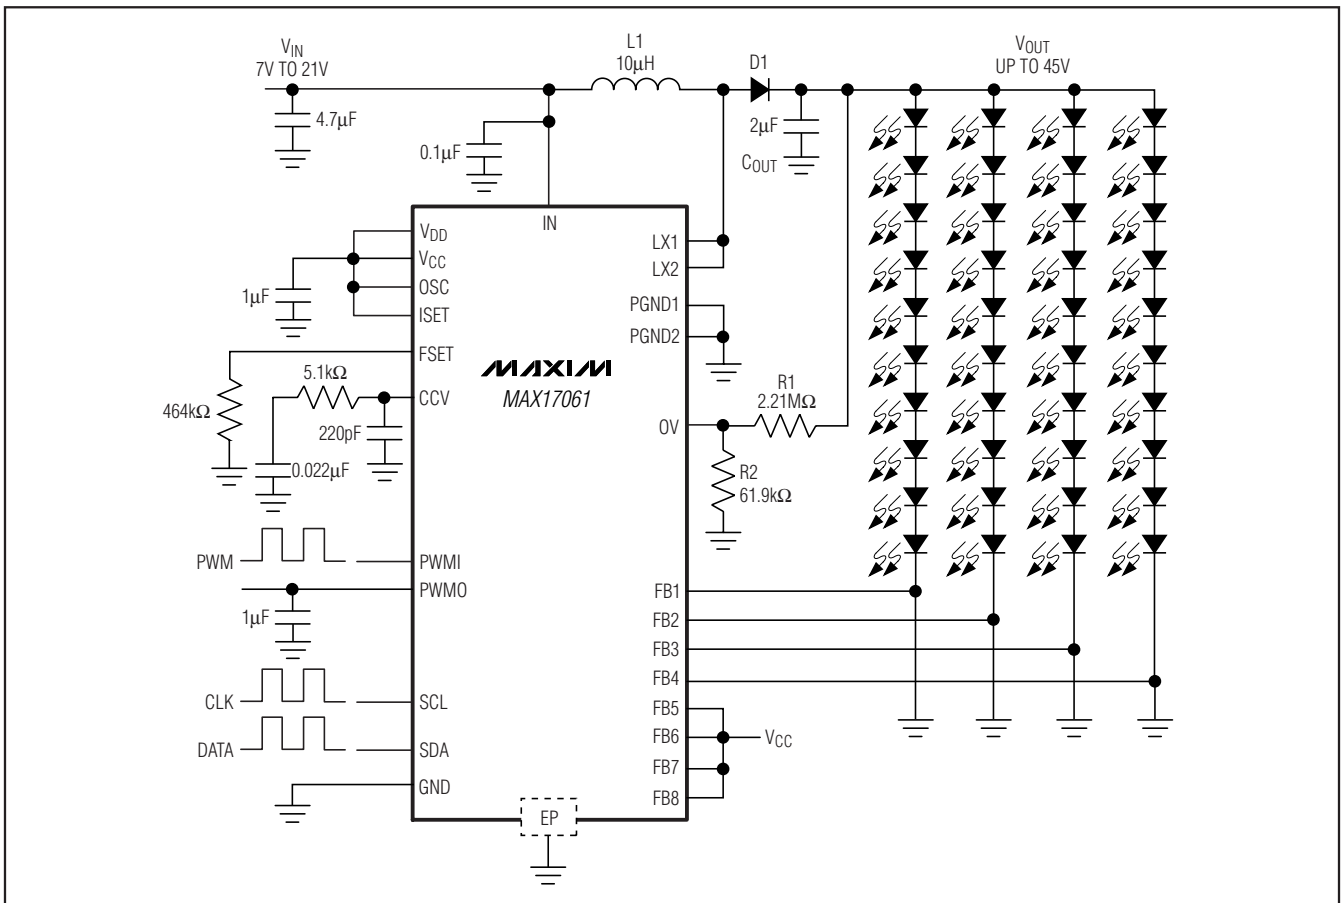 VIN
7V TO 21V
L1
10μH
D1
VOUT
UP TO 45V
4.7μF
0.1μF
2μF
COUT
IN
VDD
VCC
OSC
ISET
1μF
LX1
LX2
PGND1
PGND2
FSET
MAXIM
MAX17061
5.1kΩ
CCV
464kΩ
220pF
0.022μF
R1
2.21MΩ
OV
R2
61.9kΩ
PWM
PWMI
PWMO
1μF
FB1
FB2
FB3
FB4
FB5
FB6
FB7
FB8
VCC
CLK
SCL
DATA
SDA
GND
EP